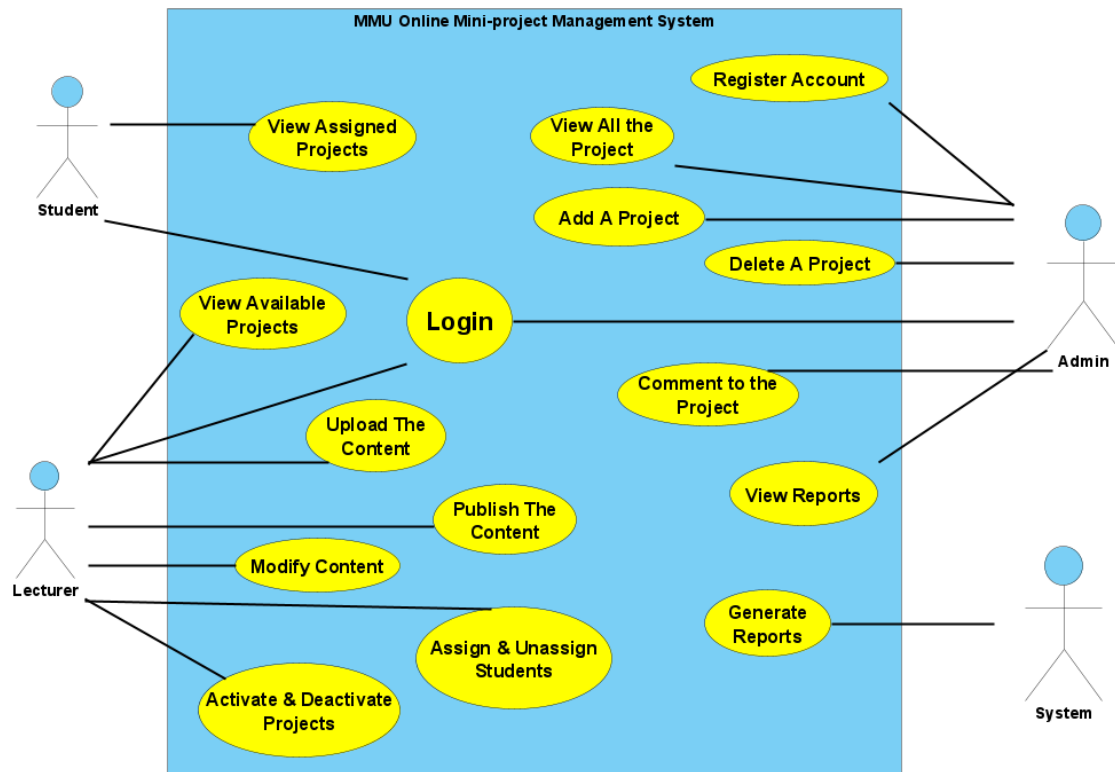 MMU Online Mini-project Management System
Register Account
View Assigned
Projects
View All the
Project
Student
Add A Project
Delete A Project
View Available
Projects
Login
Admin
Comment to the
Project
Upload The
Content
View Reports
Publish The
Content
Modify Content
Lecturer
Generate
Reports
Assign & Unassign
Students
Activate & Deactivate
Projects
System